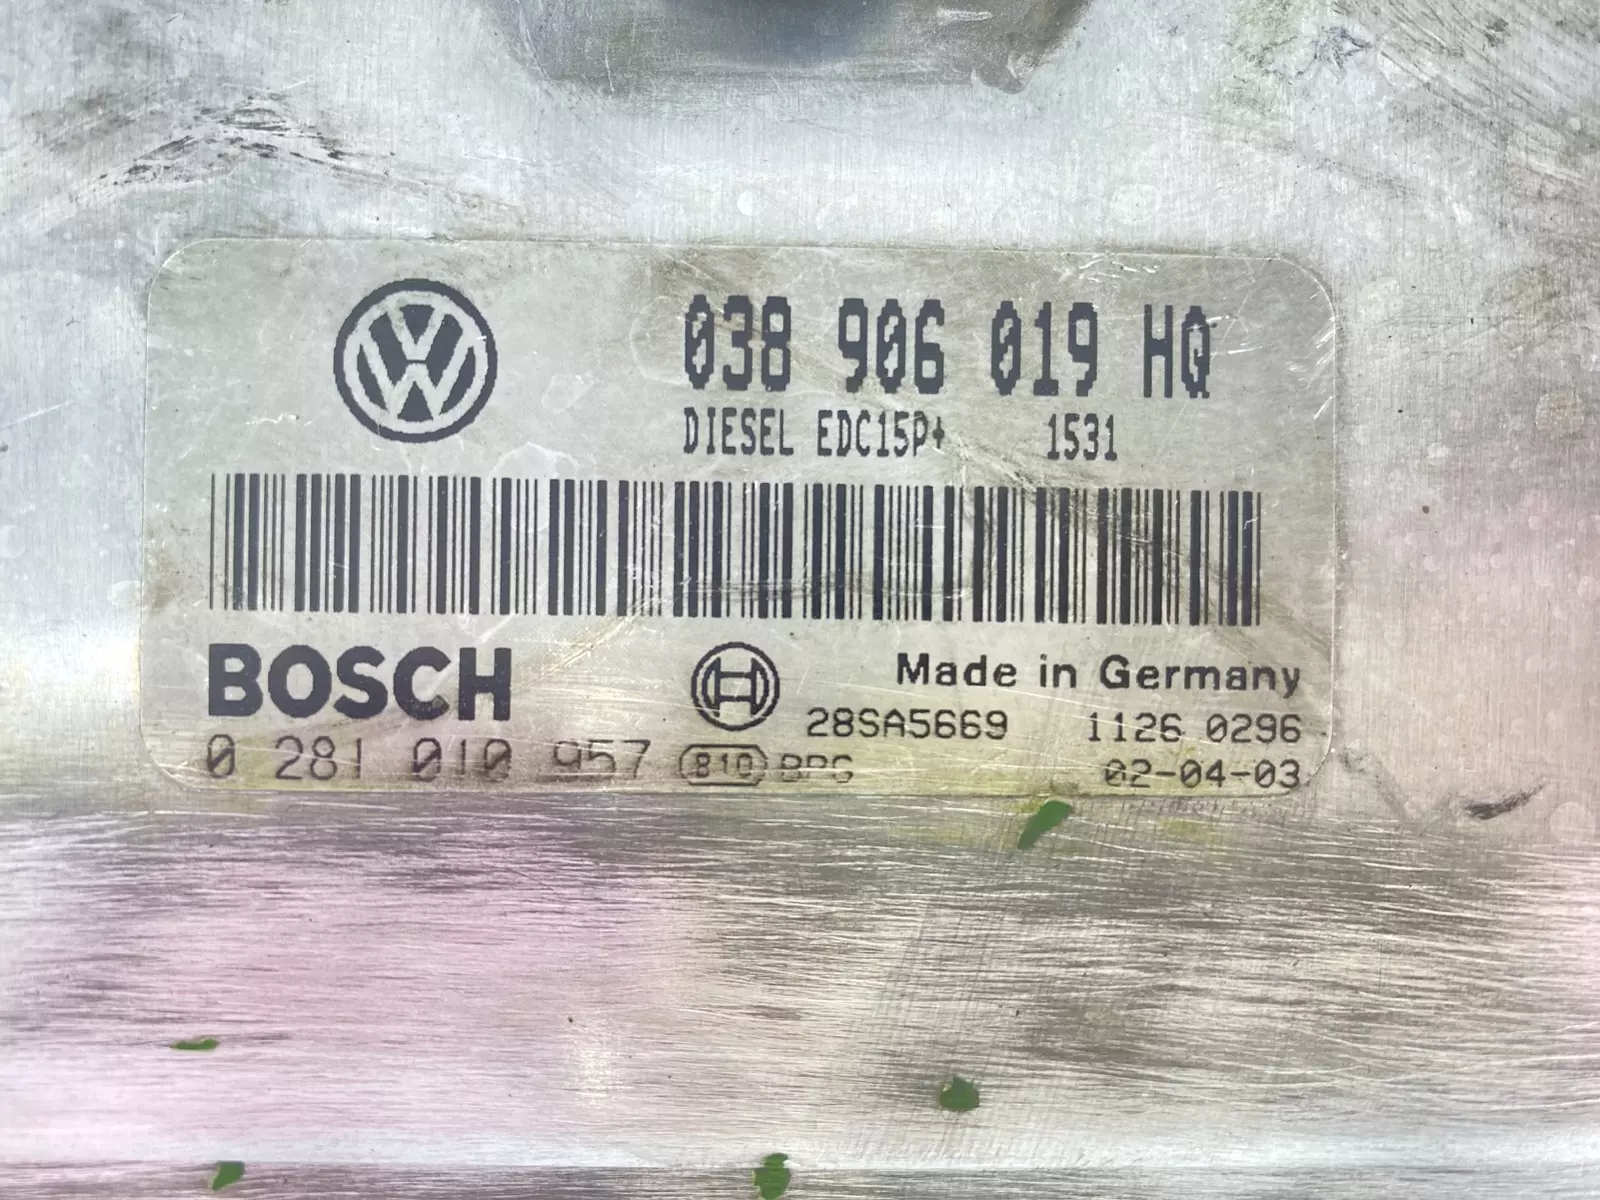 038 906 019 HQ
DIESEL EDC15P+ 1531
BOSCH
Made in Germany
28SA5669 1126 0296
0 281 010 957 B10 BPG 02-04-03